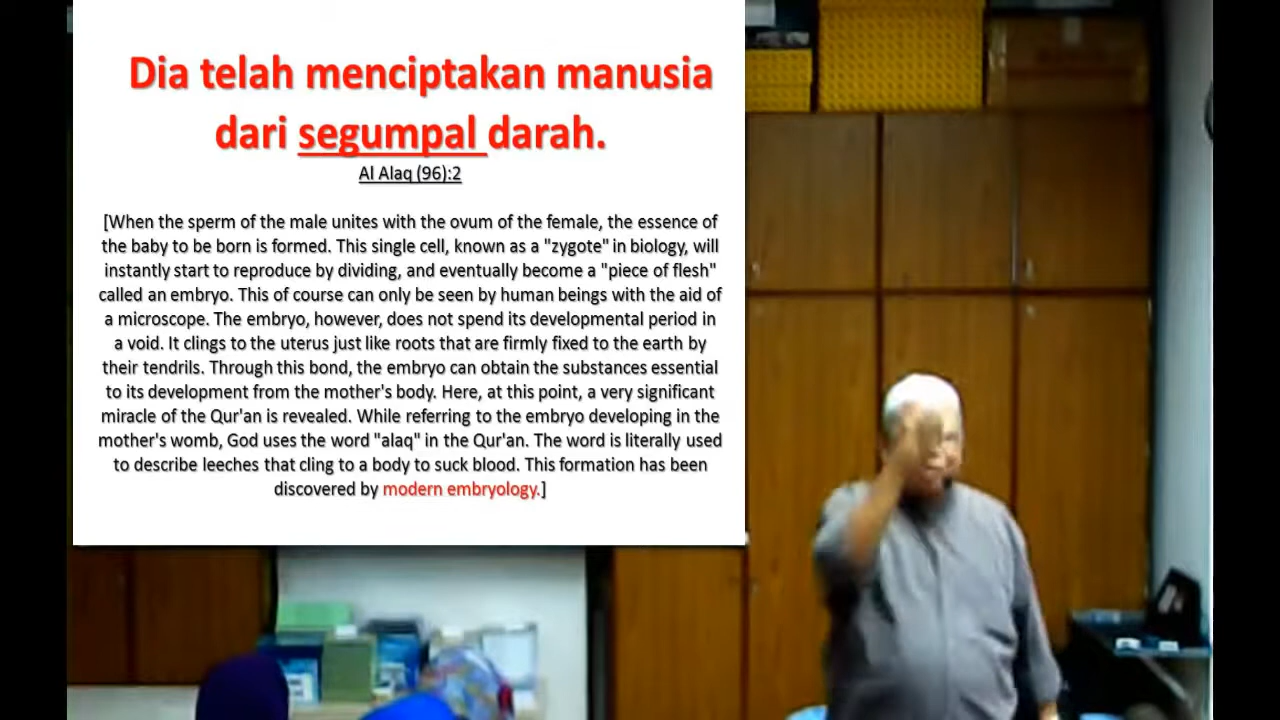 Dia telah menciptakan manusia
dari segumpal darah.
Al Alaq (96):2
[When the sperm of the male unites with the ovum of the female, the essence of
the baby to be born is formed. This single cell, known as a "zygote" in biology, will
instantly start to reproduce by dividing, and eventually become a "piece of flesh"
called an embryo. This of course can only be seen by human beings with the aid of
a microscope. The embryo, however, does not spend its developmental period in
a void. It clings to the uterus just like roots that are firmly fixed to the earth by
their tendrils. Through this bond, the embryo can obtain the substances essential
to its development from the mother's body. Here, at this point, a very significant
miracle of the Qur'an is revealed. While referring to the embryo developing in the
mother's womb, God uses the word "alaq" in the Qur'an. The word is literally used
to describe leeches that cling to a body to suck blood. This formation has been
discovered by modern embryology.]